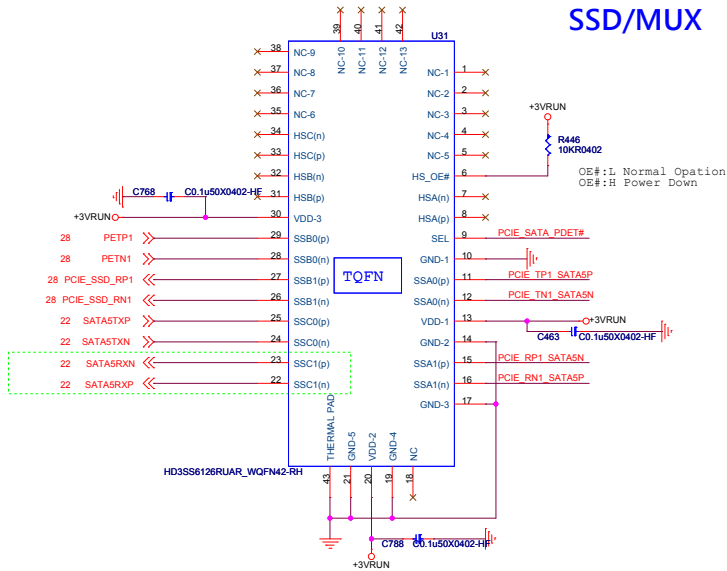 SSD/MUX
U31
39 40 41 42
NC-10 NC-11 NC-12 NC-13
38 NC-9
37 NC-8
36 NC-7
35 NC-6
34 HSC(n)
33 HSC(p)
32 HSB(n)
31 HSB(p)
30 VDD-3
29 SSB0(p)
28 SSB0(n)
27 SSB1(p)
26 SSB1(n)
25 SSC0(p)
24 SSC0(n)
23 SSC1(p)
22 SSC1(n)
NC-1 1
NC-2 2
NC-3 3
NC-4 4
NC-5 5
HS_OE# 6
HSA(n) 7
HSA(p) 8
SEL 9 PCIE_SATA_PDET#
GND-1 10
SSA0(p) 11 PCIE_TP1_SATA5P
SSA0(n) 12 PCIE_TN1_SATA5N
VDD-1 13
GND-2 14
SSA1(p) 15 PCIE_RP1_SATA5N
SSA1(n) 16 PCIE_RN1_SATA5P
GND-3 17
+3VRUN
R446
10KR0402
OE#:L Normal Opation
OE#:H Power Down
C768 C0.1u50X0402-HF
+3VRUN
28 PETP1
28 PETN1
28 PCIE_SSD_RP1
28 PCIE_SSD_RN1
22 SATA5TXP
22 SATA5TXN
22 SATA5RXN
22 SATA5RXP
TQFN
+3VRUN
C463 C0.1u50X0402-HF
THERMAL PAD GND-5 VDD-2 GND-4 NC
43 21 20 19 18
HD3SS6126RUAR_WQFN42-RH
C788 C0.1u50X0402-HF
+3VRUN